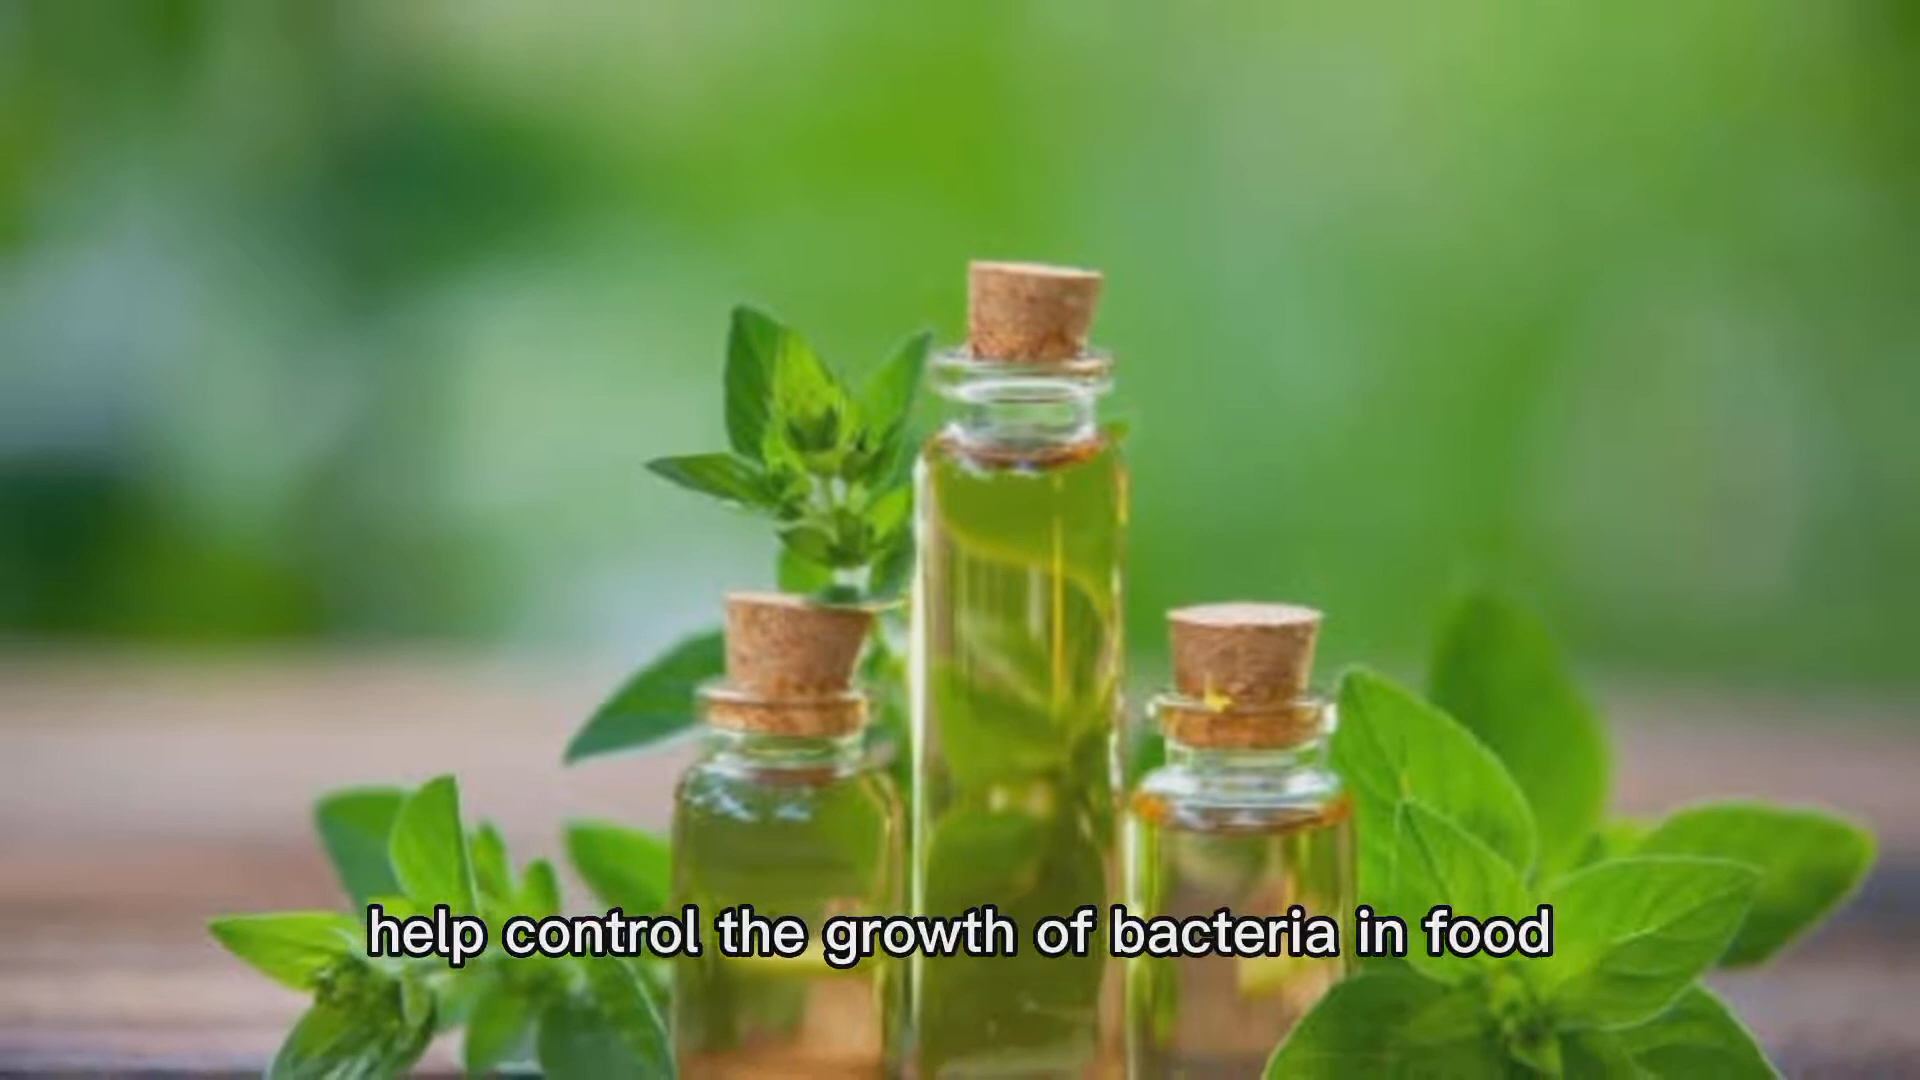 help control the growth of bacteria in food